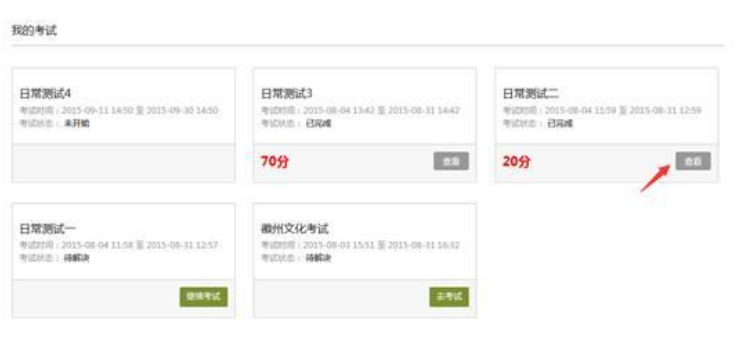 我的考试
日常测试4
考试时间：2015-09-11 14:50 至 2015-09-30 14:50
考试状态：未开始
日常测试3
考试时间：2015-08-04 13:42 至 2015-08-31 14:42
考试状态：已完成
70分
查看
日常测试二
考试时间：2015-08-04 11:59 至 2015-08-31 12:59
考试状态：已完成
20分
查看
日常测试一
考试时间：2015-08-04 11:58 至 2015-08-31 12:57
考试状态：待解决
继续考试
徽州文化考试
考试时间：2015-08-03 15:51 至 2015-08-31 16:32
考试状态：待解决
去考试